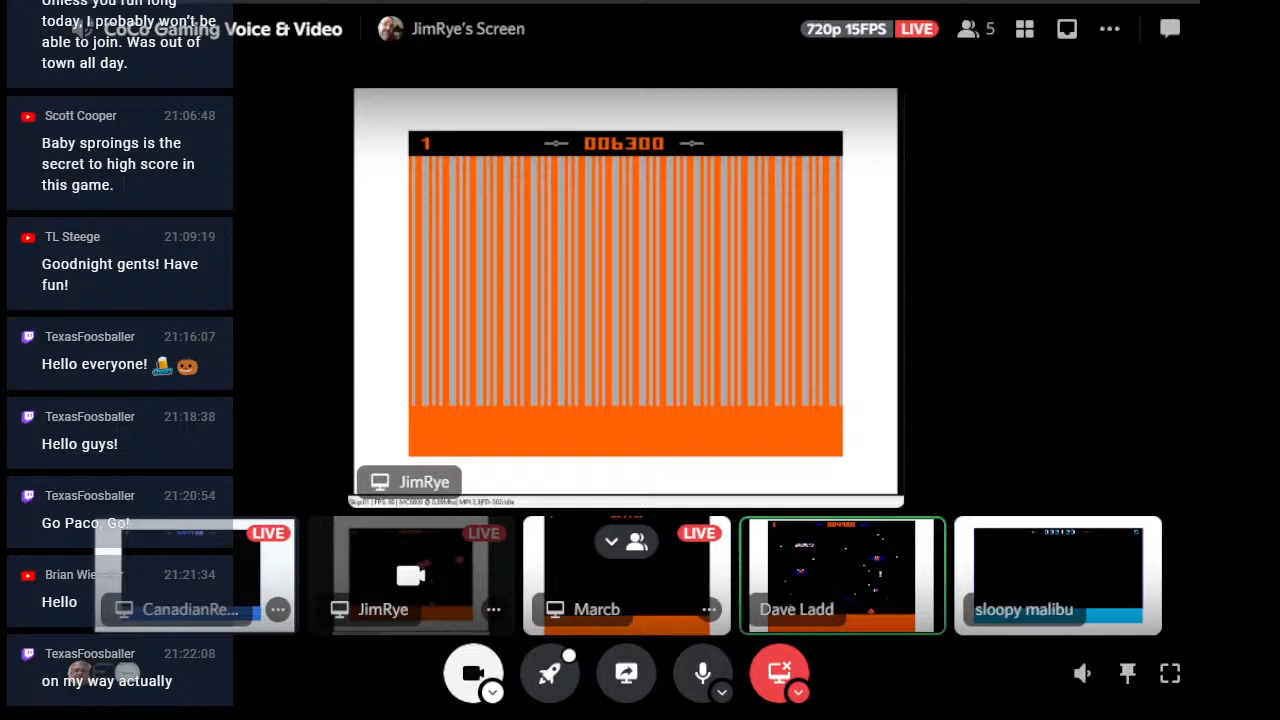 Unless you run long
today, I probably won't be
able to join. Was out of
town all day.
CoCo Gaming Voice & Video
JimRye's Screen
720p 15FPS
LIVE
5
Scott Cooper 21:06:48
Baby sproings is the
secret to high score in
this game.
TL Steege 21:09:19
Goodnight gents! Have
fun!
TexasFoosballer 21:16:07
Hello everyone!
TexasFoosballer 21:18:38
Hello guys!
TexasFoosballer 21:20:54
Go Paco, Go!
Brian Wie
21:21:34
Hello
TexasFoosballer 21:22:08
on my way actually
1 006300
JimRye
LIVE
CanadianRe...
LIVE
JimRye
LIVE
Marcb
1 004900
Dave Ladd
sloopy malibu